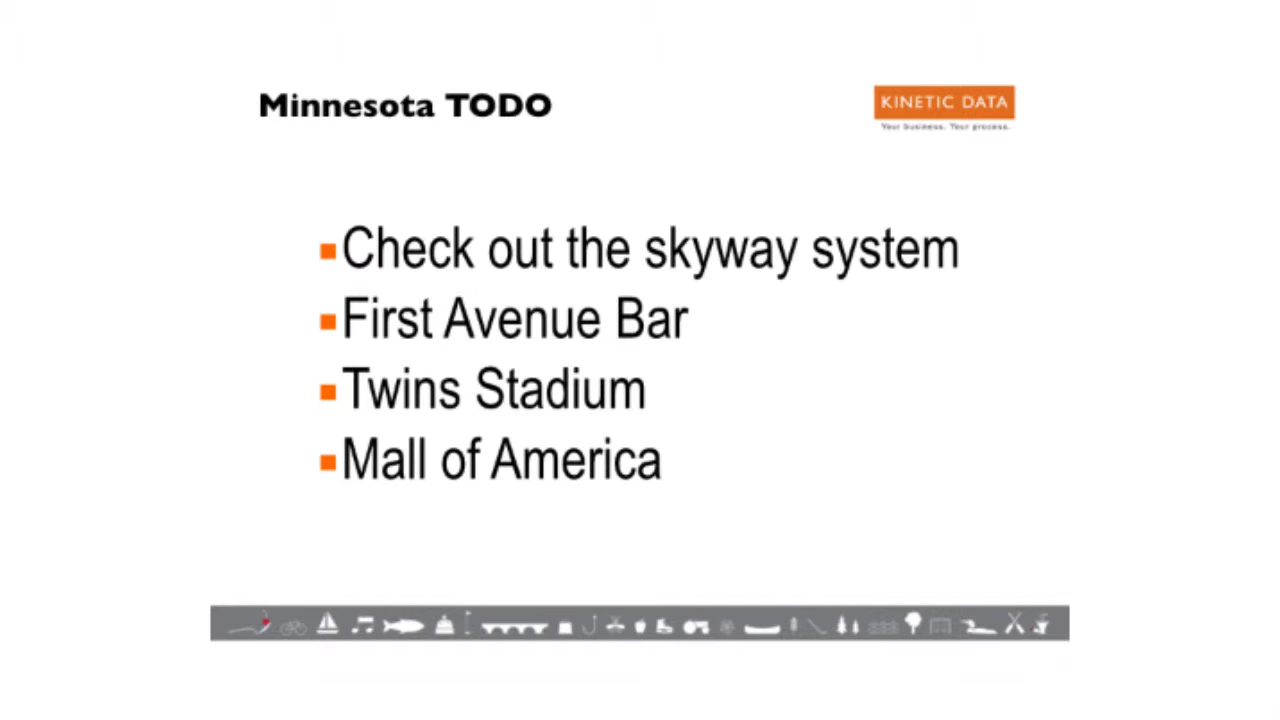 Minnesota TODO
KINETIC DATA
Your business. Your process.
Check out the skyway system
First Avenue Bar
Twins Stadium
Mall of America